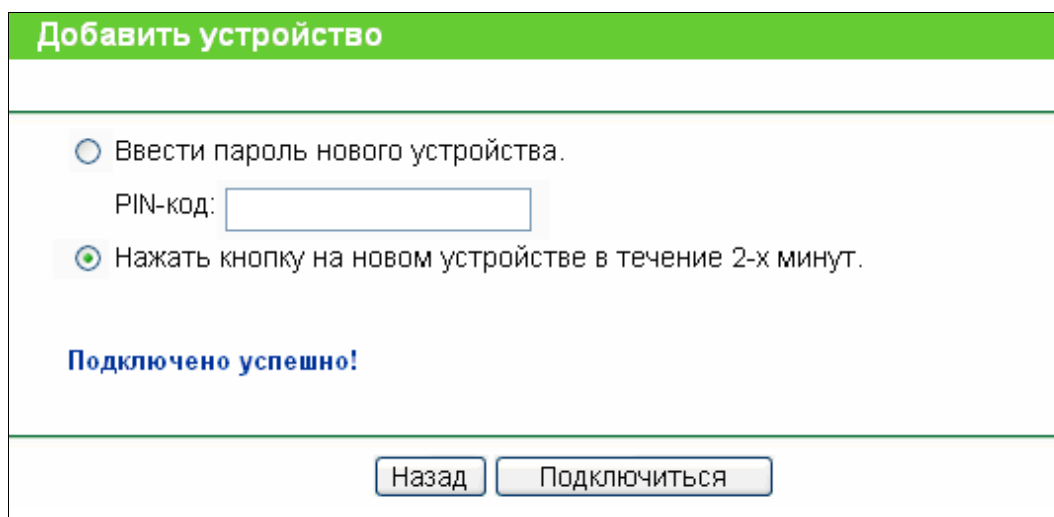 Добавить устройство
Ввести пароль нового устройства.
PIN-код:
Нажать кнопку на новом устройстве в течение 2-х минут.
Подключено успешно!
Назад Подключиться